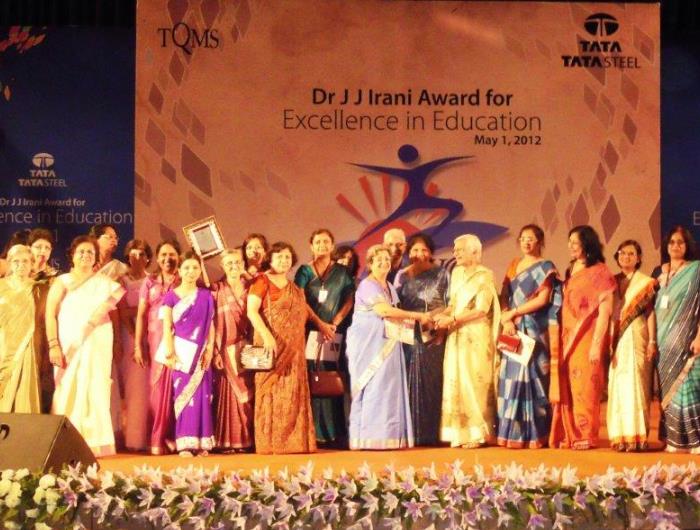 TQMS
TATA
TATA STEEL
Dr J J Irani Award for
Excellence in Education
May 1, 2012
TATA
TATA STEEL
Dr J J Irani Award for
Excellence in Education